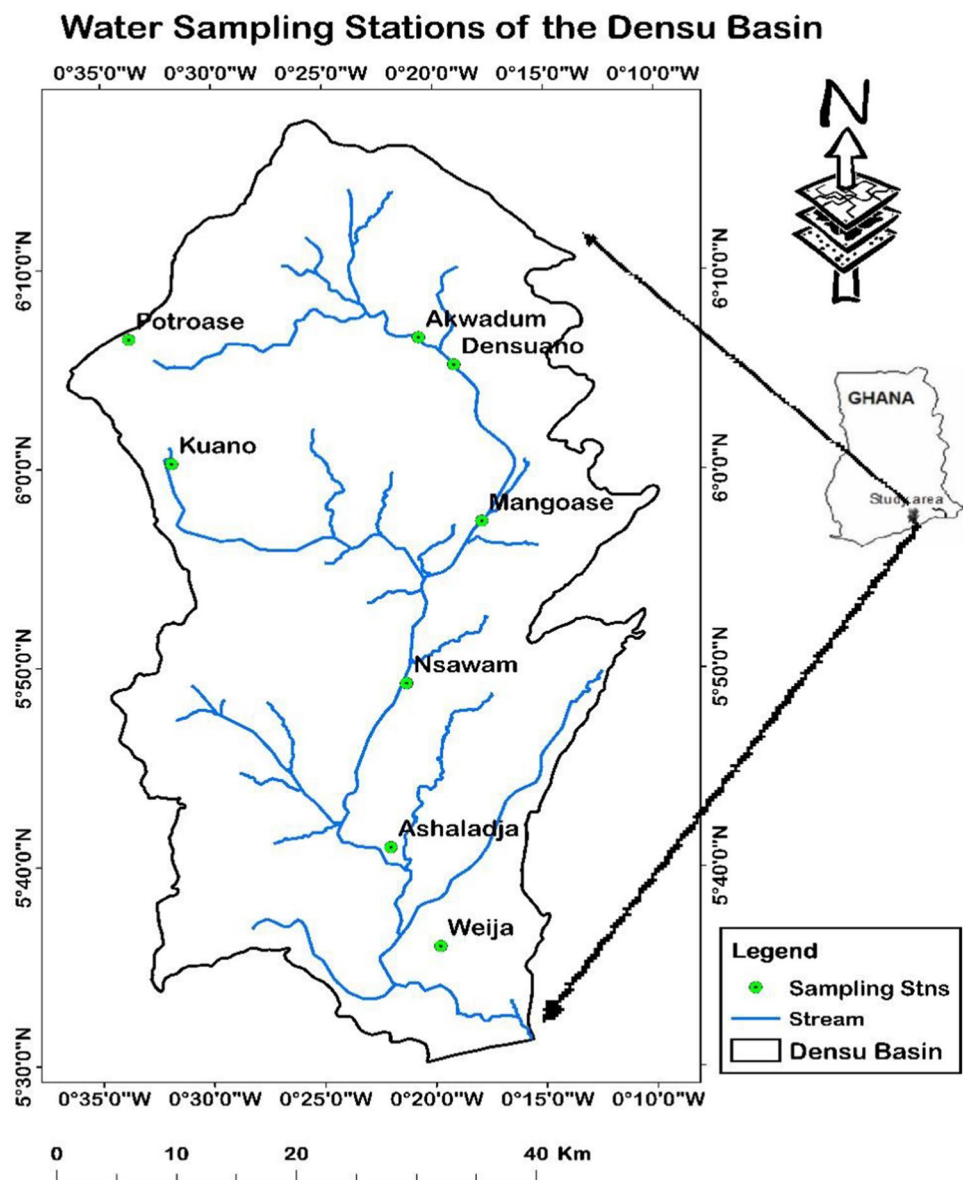 Water Sampling Stations of the Densu Basin
0°35'0"W 0°30'0"W 0°25'0"W 0°20'0"W 0°15'0"W 0°10'0"W
N
6°10'0"N
6°10'0"N
Potroase
Akwadum
Densuano
GHANA
Kuano
6°0'0"N
6°0'0"N
Mangoase
Study area
Nsawam
5°50'0"N
5°50'0"N
Ashaladja
5°40'0"N
5°40'0"N
Weija
Legend
Sampling Stns
Stream
Densu Basin
5°30'0"N
0°35'0"W 0°30'0"W 0°25'0"W 0°20'0"W 0°15'0"W 0°10'0"W
0 10 20 40 Km